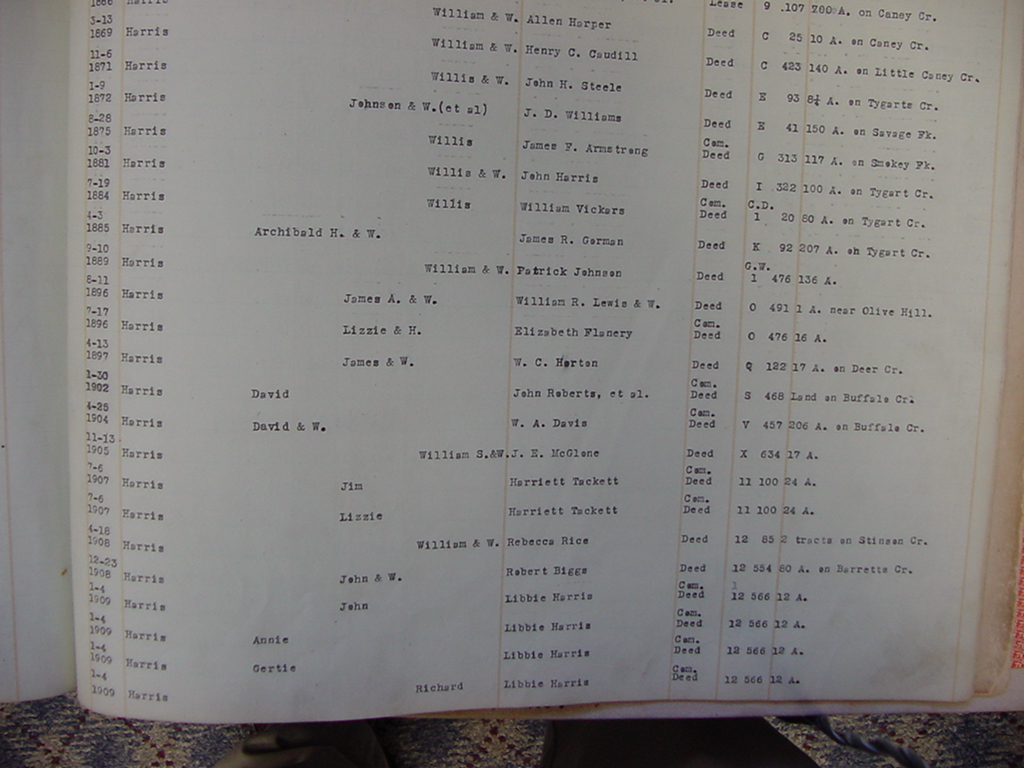 1866 Lease 9 107 200 A. on Caney Cr.
William & W. Allen Harper Deed C 25 10 A. on Caney Cr.
3-13
1869 Harris William & W. Henry C. Caudill Deed C 423 140 A. on Little Caney Cr.
11-6
1871 Harris Willis & W. John H. Steele Deed E 93 8¼ A. on Tygarts Cr.
1-9
1872 Harris Johnson & W.(et al) J. D. Williams Deed E 41 150 A. on Savage Fk.
8-28 Com.
1875 Harris Willis James F. Armstrong Deed G 313 117 A. on Smokey Fk.
10-3
1881 Harris Willis & W. John Harris Deed I 322 100 A. on Tygart Cr.
7-19 Com. C.D.
1884 Harris Willis William Vickars Deed 1 20 80 A. on Tygart Cr.
4-3
1885 Harris Archibald H. & W. James R. German Deed K 92 207 A. on Tygart Cr.
9-10 G.W.
1889 Harris William & W. Patrick Johnson Deed 1 476 136 A.
8-11
1896 Harris James A. & W. William R. Lewis & W. Deed O 491 1 A. near Olive Hill.
7-17 Com.
1896 Harris Lizzie & H. Elizabeth Flanery Deed O 476 16 A.
4-13
1897 Harris James & W. W. C. Horton Deed Q 122 17 A. on Deer Cr.
1-30 Com.
1902 Harris David John Roberts, et al. Deed S 468 Land on Buffalo Cr.
4-25 Com.
1904 Harris David & W. W. A. Davis Deed V 457 206 A. on Buffalo Cr.
11-13
1905 Harris William S.&W. J. E. McGlone Deed X 634 17 A.
7-6 Com.
1907 Harris Jim Harriett Tackett Deed 11 100 24 A.
7-6 Com.
1907 Harris Lizzie Harriett Tackett Deed 11 100 24 A.
4-18
1908 Harris William & W. Rebecca Rice Deed 12 85 2 tracts on Stinson Cr.
12-23
1908 Harris John & W. Robert Biggs Deed 12 554 80 A. on Barretts Cr.
1-4 Com.
1909 Harris John Libbie Harris Deed 12 566 12 A.
1-4 Com.
1909 Harris Annie Libbie Harris Deed 12 566 12 A.
1-4 Com.
1909 Harris Gertie Libbie Harris Deed 12 566 12 A.
1-4 Com.
1909 Harris Richard Libbie Harris Deed 12 566 12 A.